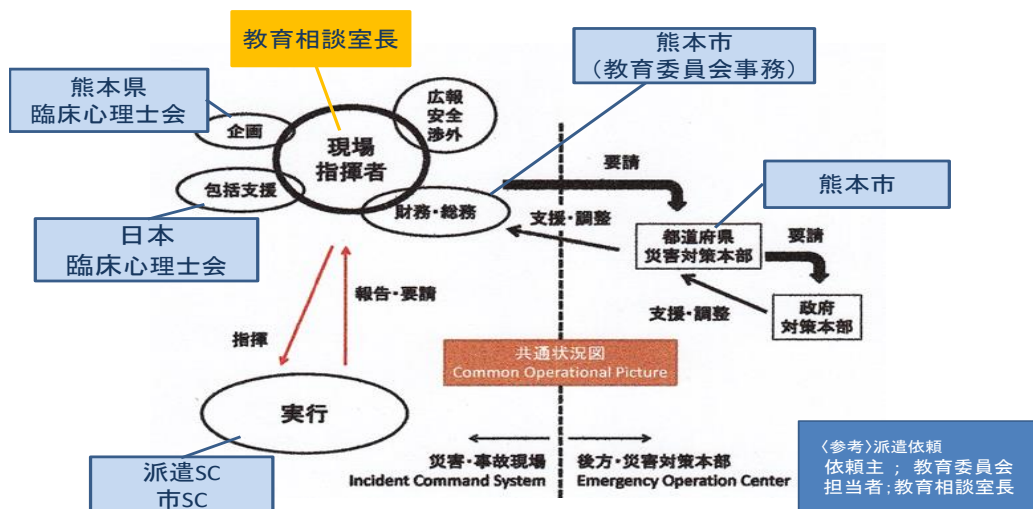 教育相談室長
熊本市
（教育委員会事務）
熊本県
臨床心理士会
広報
安全
渉外
企画
現場
指揮者
要請
包括支援
熊本市
財務・総務
支援・調整
日本
臨床心理士会
都道府県
災害対策本部
要請
報告・要請
支援・調整
政府
対策本部
指揮
共通状況図
Common Operational Picture
実行
災害・事故現場
Incident Command System
後方・災害対策本部
Emergency Operation Center
派遣SC
市SC
〈参考〉派遣依頼
依頼主 ； 教育委員会
担当者；教育相談室長